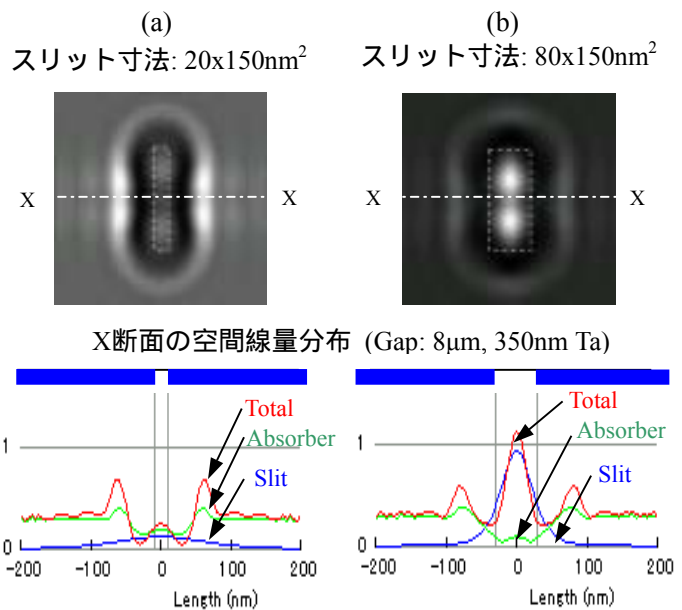 (a)
スリット寸法: 20x150nm²
X X
(b)
スリット寸法: 80x150nm²
X X
X断面の空間線量分布 (Gap: 8μm, 350nm Ta)
Total
Absorber
Slit
1
0
-200 -100 0 100 200
Length (nm)
Total
Absorber
Slit
1
0
-200 -100 0 100 200
Length (nm)